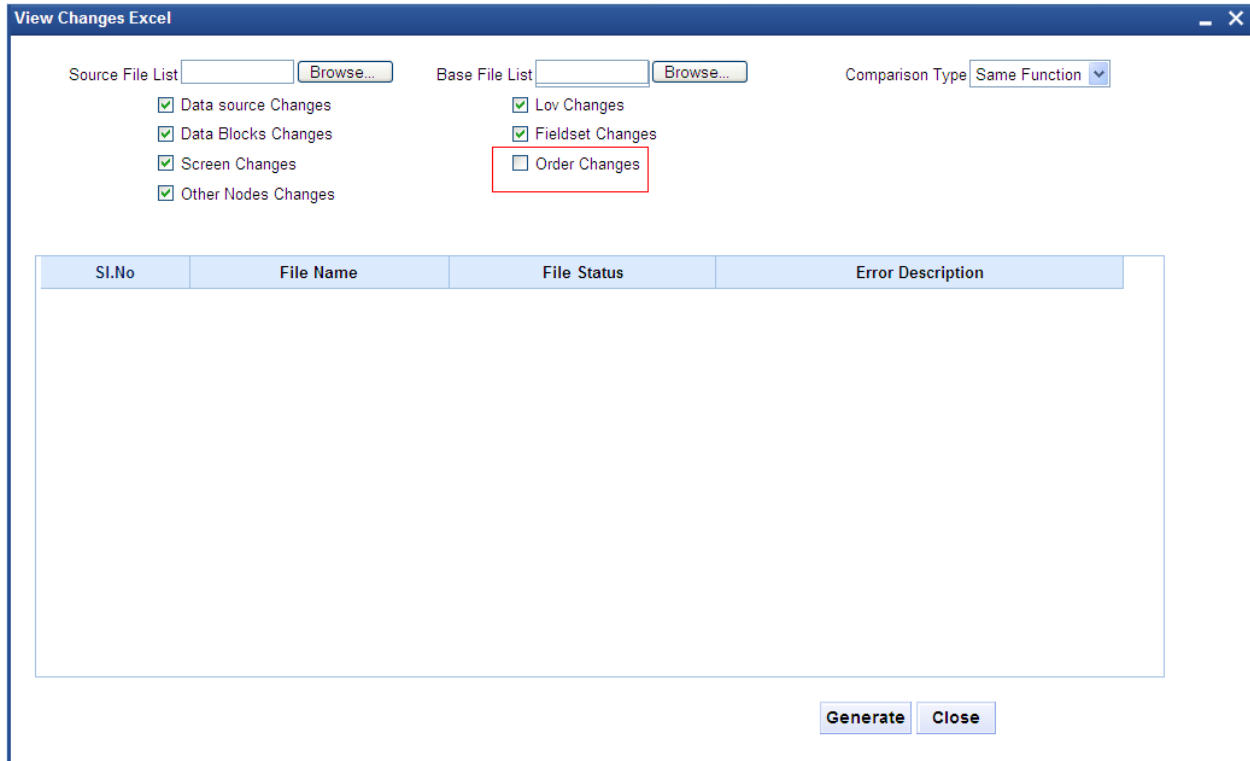 View Changes Excel
Source File List Browse... Base File List Browse... Comparison Type Same Function
Data source Changes Lov Changes
Data Blocks Changes Fieldset Changes
Screen Changes Order Changes
Other Nodes Changes
Sl.No File Name File Status Error Description
Generate Close